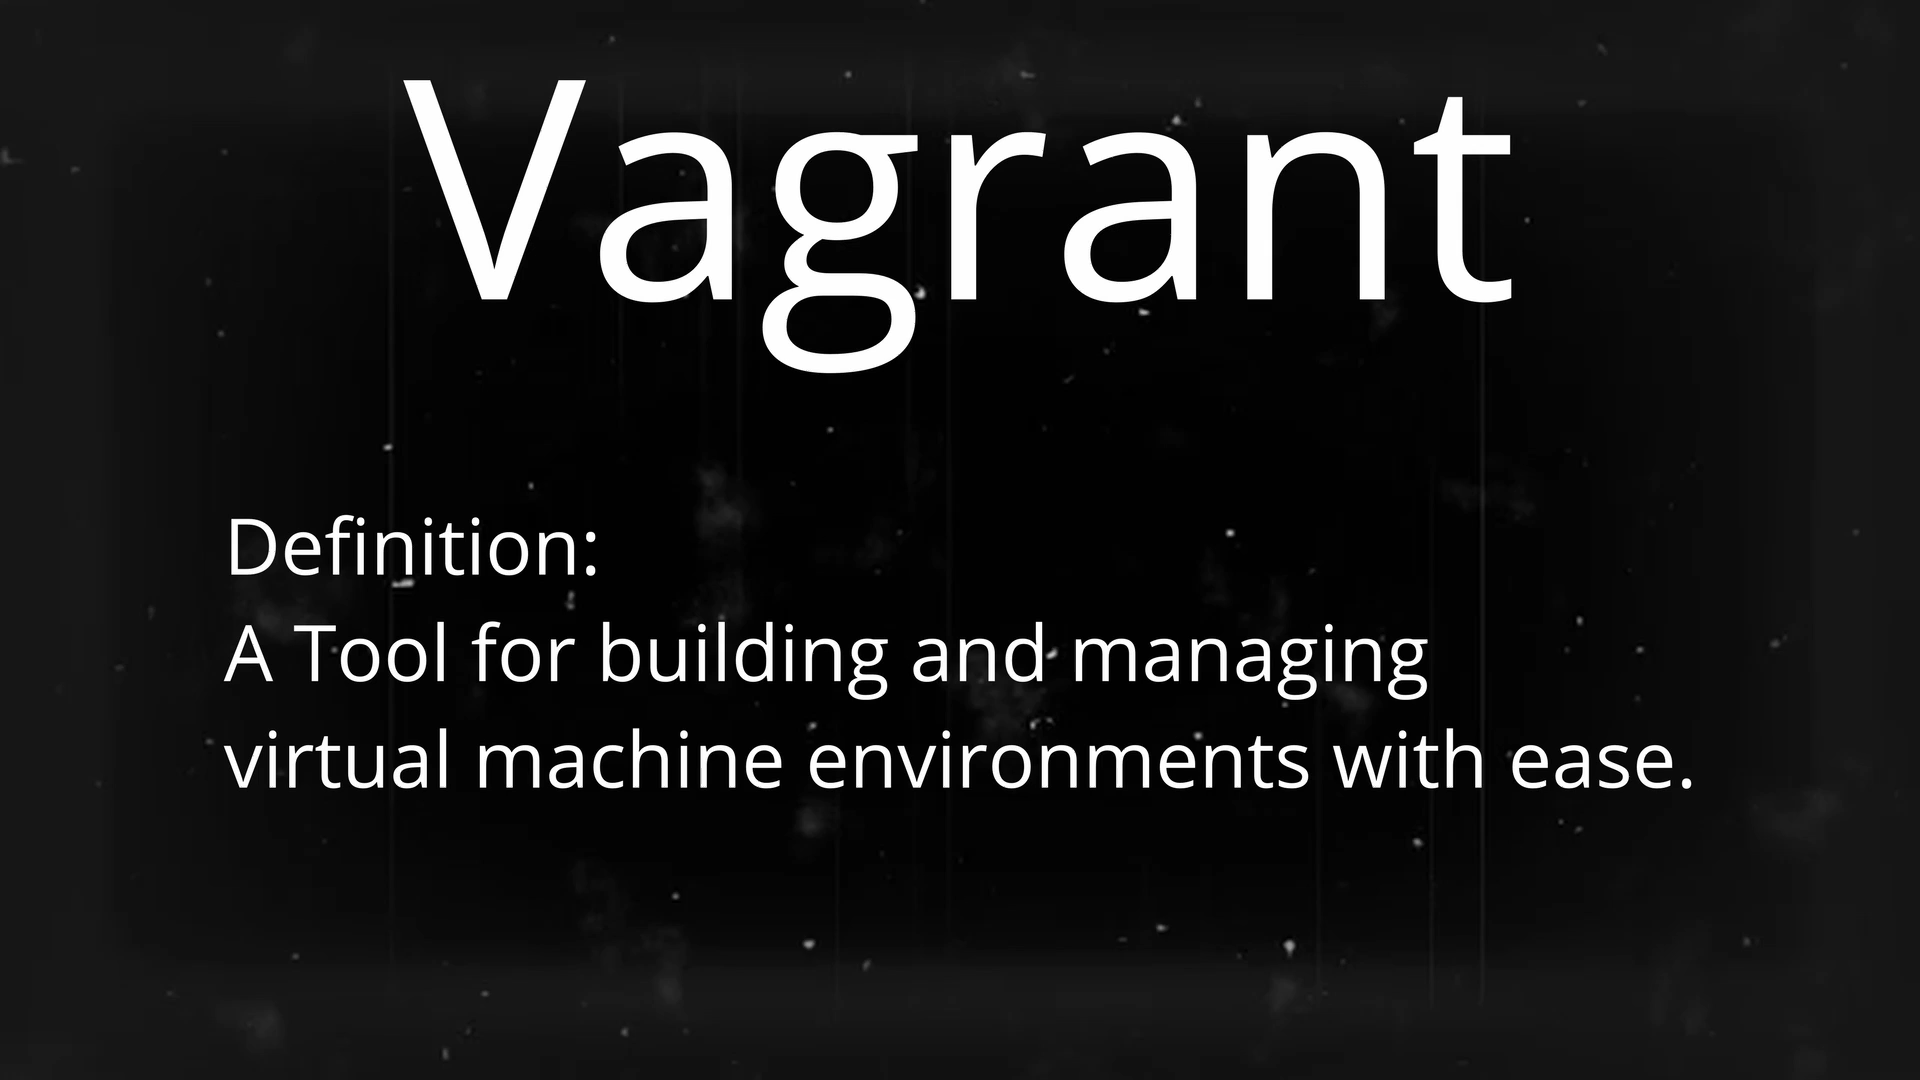 Vagrant
Definition:
A Tool for building and managing
virtual machine environments with ease.